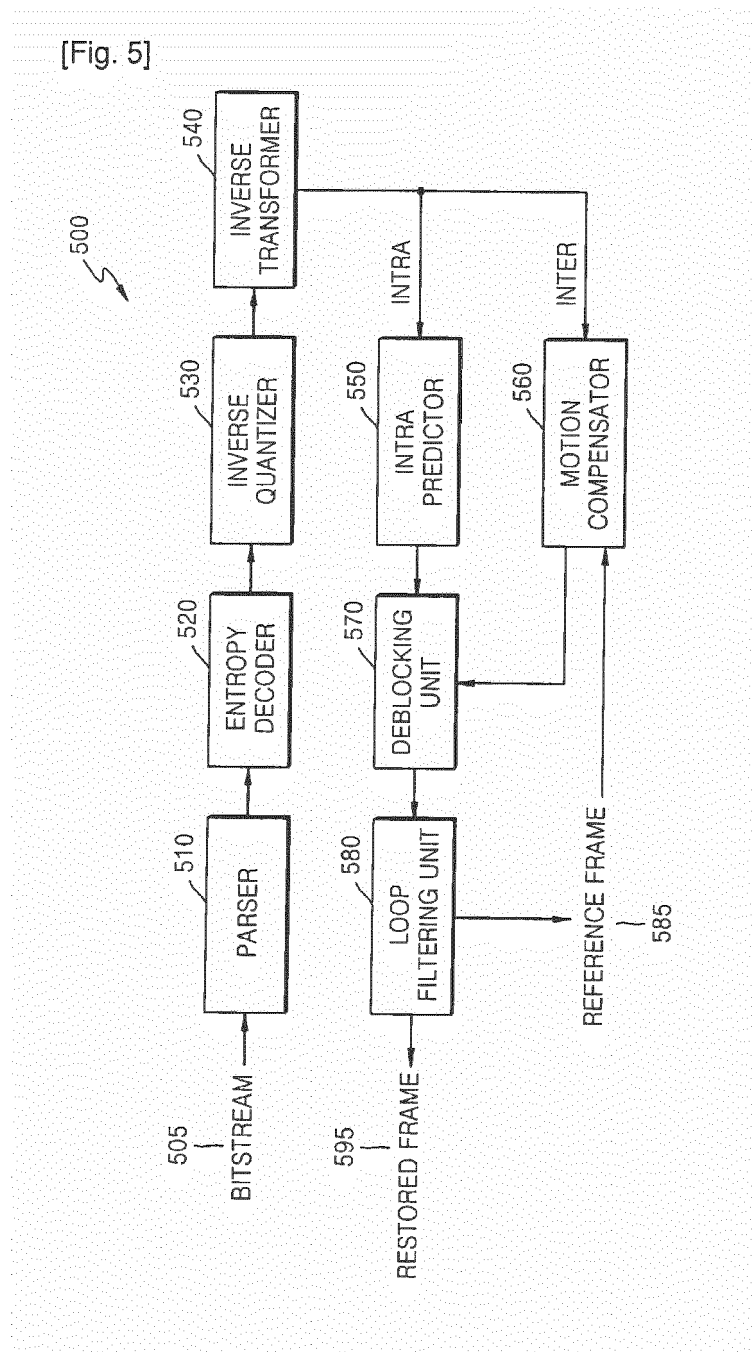 [Fig. 5]
500
505
BITSTREAM
510
PARSER
520
ENTROPY
DECODER
530
INVERSE
QUANTIZER
540
INVERSE
TRANSFORMER
595
RESTORED FRAME
580
LOOP
FILTERING UNIT
570
DEBLOCKING
UNIT
550
INTRA
PREDICTOR
INTRA
REFERENCE FRAME
585
560
MOTION
COMPENSATOR
INTER